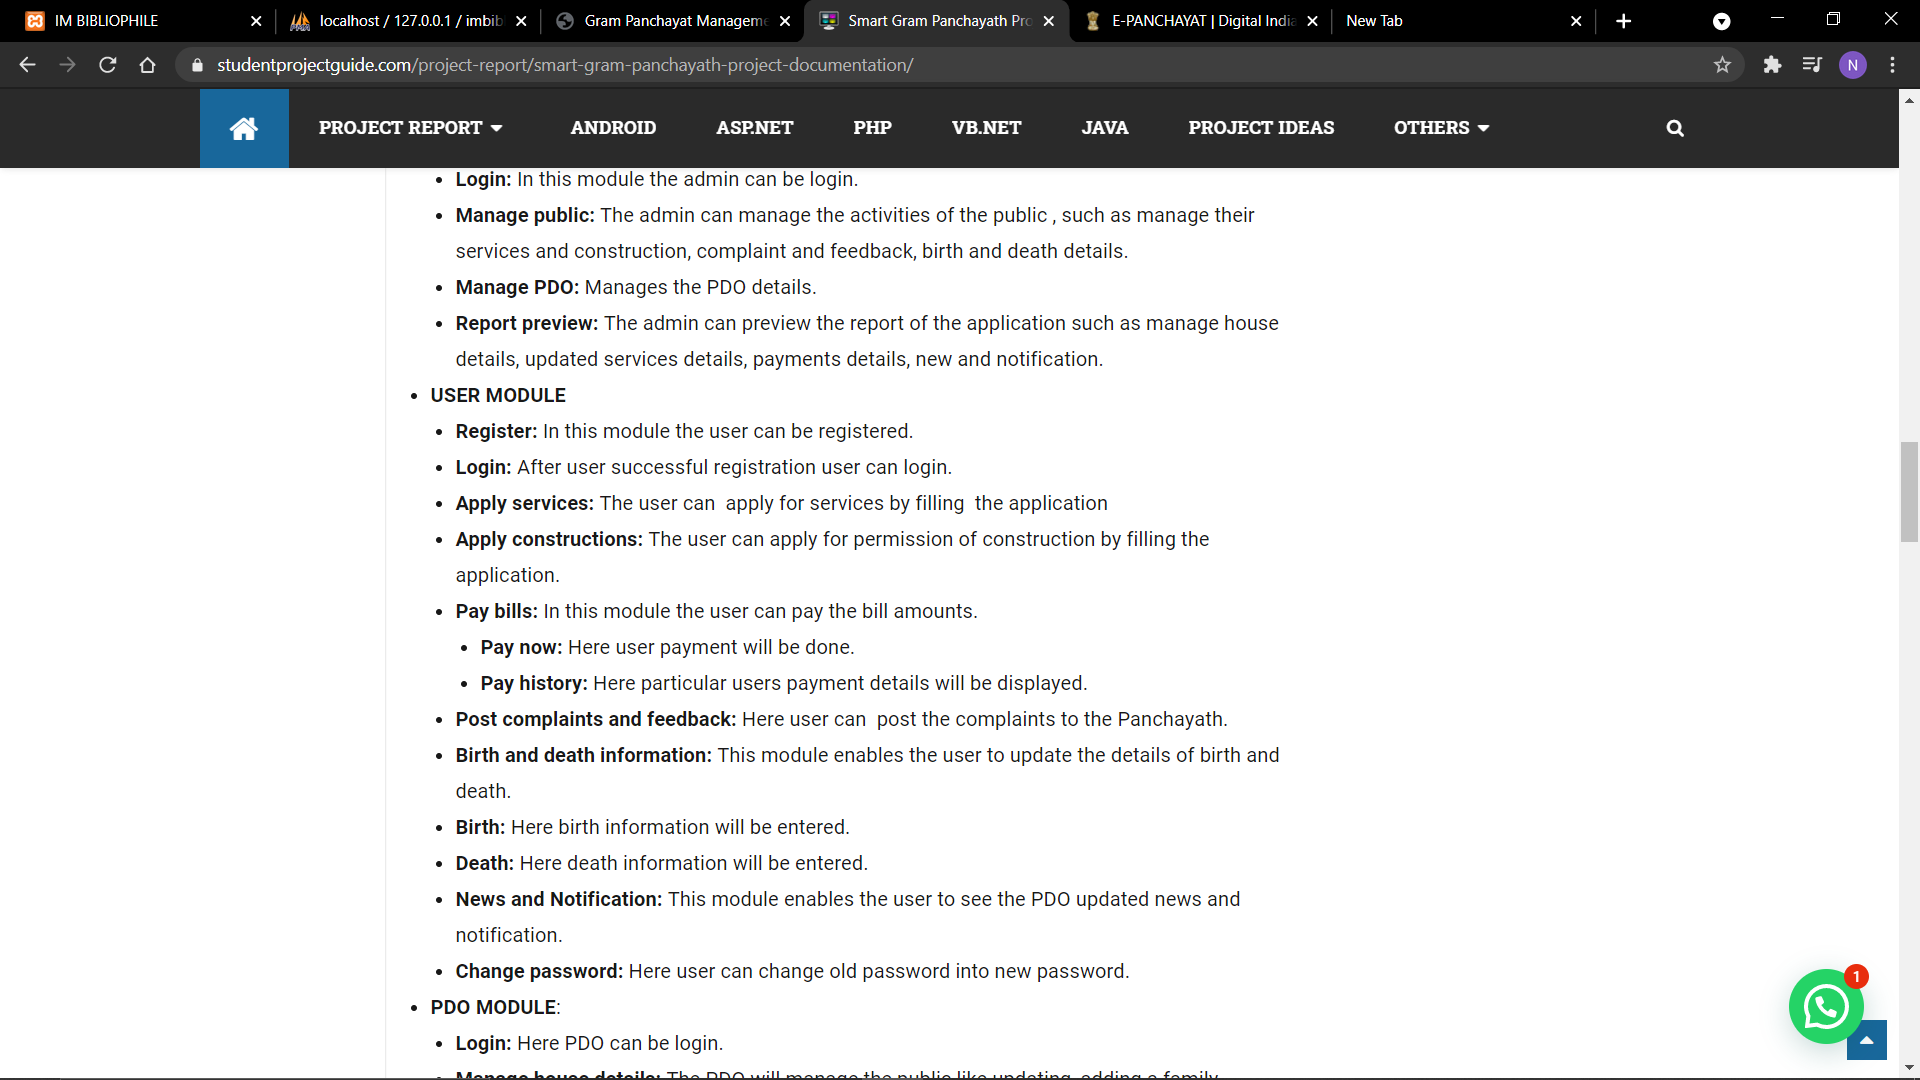 IM BIBLIOPHILE
localhost / 127.0.0.1 / imbib
Gram Panchayat Manageme
Smart Gram Panchayath Pro
E-PANCHAYAT | Digital India
New Tab
studentprojectguide.com/project-report/smart-gram-panchayath-project-documentation/
N
PROJECT REPORT ANDROID ASP.NET PHP VB.NET JAVA PROJECT IDEAS OTHERS
• Login: In this module the admin can be login.
• Manage public: The admin can manage the activities of the public , such as manage their
services and construction, complaint and feedback, birth and death details.
• Manage PDO: Manages the PDO details.
• Report preview: The admin can preview the report of the application such as manage house
details, updated services details, payments details, new and notification.
• USER MODULE
• Register: In this module the user can be registered.
• Login: After user successful registration user can login.
• Apply services: The user can  apply for services by filling  the application
• Apply constructions: The user can apply for permission of construction by filling the
application.
• Pay bills: In this module the user can pay the bill amounts.
• Pay now: Here user payment will be done.
• Pay history: Here particular users payment details will be displayed.
• Post complaints and feedback: Here user can  post the complaints to the Panchayath.
• Birth and death information: This module enables the user to update the details of birth and
death.
• Birth: Here birth information will be entered.
• Death: Here death information will be entered.
• News and Notification: This module enables the user to see the PDO updated news and
notification.
• Change password: Here user can change old password into new password.
• PDO MODULE:
• Login: Here PDO can be login.
• Manage house details: The PDO will manage the public like updating, adding a family
1